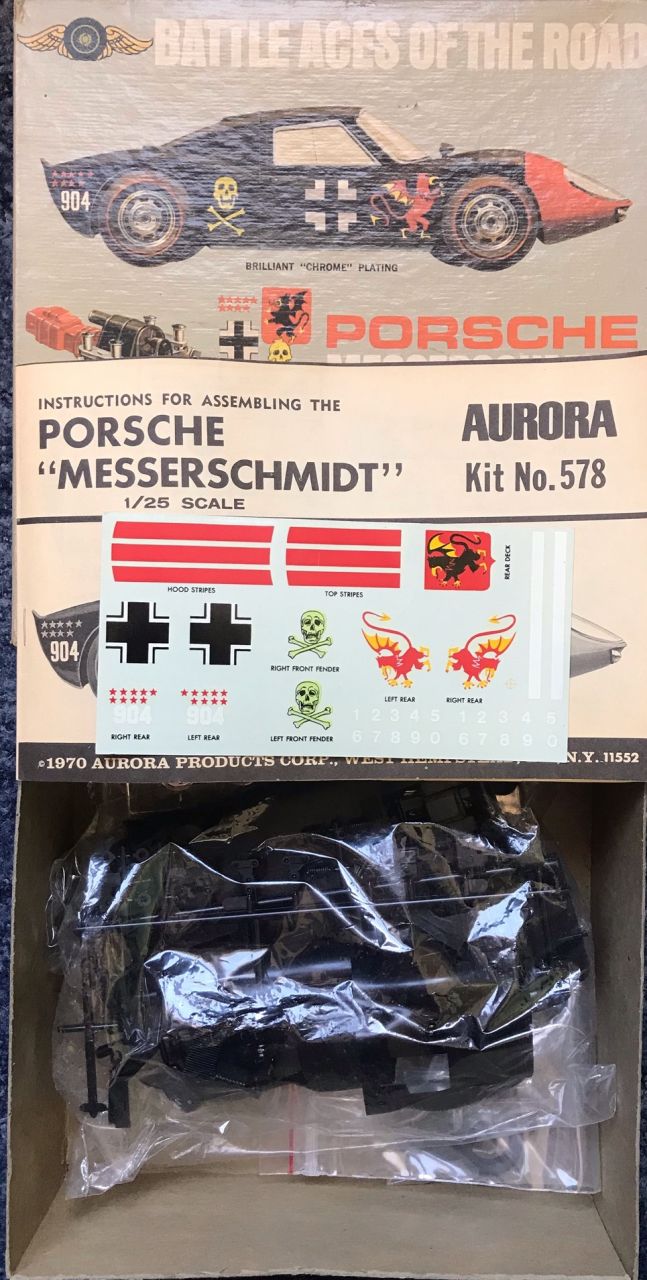 BATTLE ACES OF THE ROAD
904
BRILLIANT "CHROME" PLATING
PORSCHE
INSTRUCTIONS FOR ASSEMBLING THE
PORSCHE
"MESSERSCHMIDT"
1/25 SCALE
AURORA
Kit No. 578
HOOD STRIPES
TOP STRIPES
REAR DECK
904
RIGHT FRONT FENDER
LEFT REAR
RIGHT REAR
904
904
RIGHT REAR
LEFT REAR
LEFT FRONT FENDER
1 2 3 4 5
6 7 8 9 0
1 2 3 4 5
6 7 8 9 0
©1970 AURORA PRODUCTS CORP., WEST N.Y. 11552